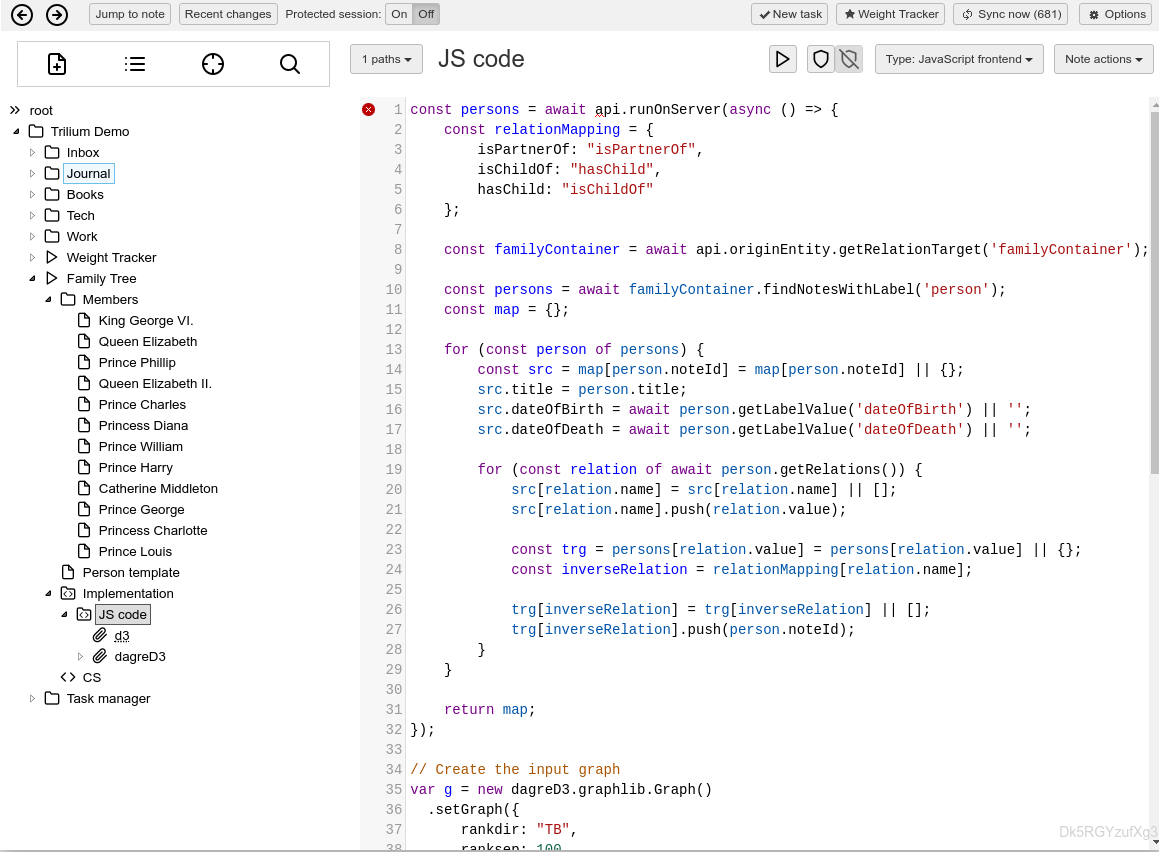 Jump to note Recent changes Protected session: On Off New task Weight Tracker Sync now (681) Options
1 paths JS code Type: JavaScript frontend Note actions
root
Trilium Demo
Inbox
Journal
Books
Tech
Work
Weight Tracker
Family Tree
Members
King George VI.
Queen Elizabeth
Prince Phillip
Queen Elizabeth II.
Prince Charles
Princess Diana
Prince William
Prince Harry
Catherine Middleton
Prince George
Princess Charlotte
Prince Louis
Person template
Implementation
JS code
d3
dagreD3
CS
Task manager
1 const persons = await api.runOnServer(async () => {
2     const relationMapping = {
3         isPartnerOf: "isPartnerOf",
4         isChildOf: "hasChild",
5         hasChild: "isChildOf"
6     };
7
8     const familyContainer = await api.originEntity.getRelationTarget('familyContainer');
9
10     const persons = await familyContainer.findNotesWithLabel('person');
11     const map = {};
12
13     for (const person of persons) {
14         const src = map[person.noteId] = map[person.noteId] || {};
15         src.title = person.title;
16         src.dateOfBirth = await person.getLabelValue('dateOfBirth') || '';
17         src.dateOfDeath = await person.getLabelValue('dateOfDeath') || '';
18
19         for (const relation of await person.getRelations()) {
20             src[relation.name] = src[relation.name] || [];
21             src[relation.name].push(relation.value);
22
23             const trg = persons[relation.value] = persons[relation.value] || {};
24             const inverseRelation = relationMapping[relation.name];
25
26             trg[inverseRelation] = trg[inverseRelation] || [];
27             trg[inverseRelation].push(person.noteId);
28         }
29     }
30
31     return map;
32 });
33
34 // Create the input graph
35 var g = new dagreD3.graphlib.Graph()
36   .setGraph({
37       rankdir: "TB",
38       ranksep: 100
Dk5RGYzufXg3